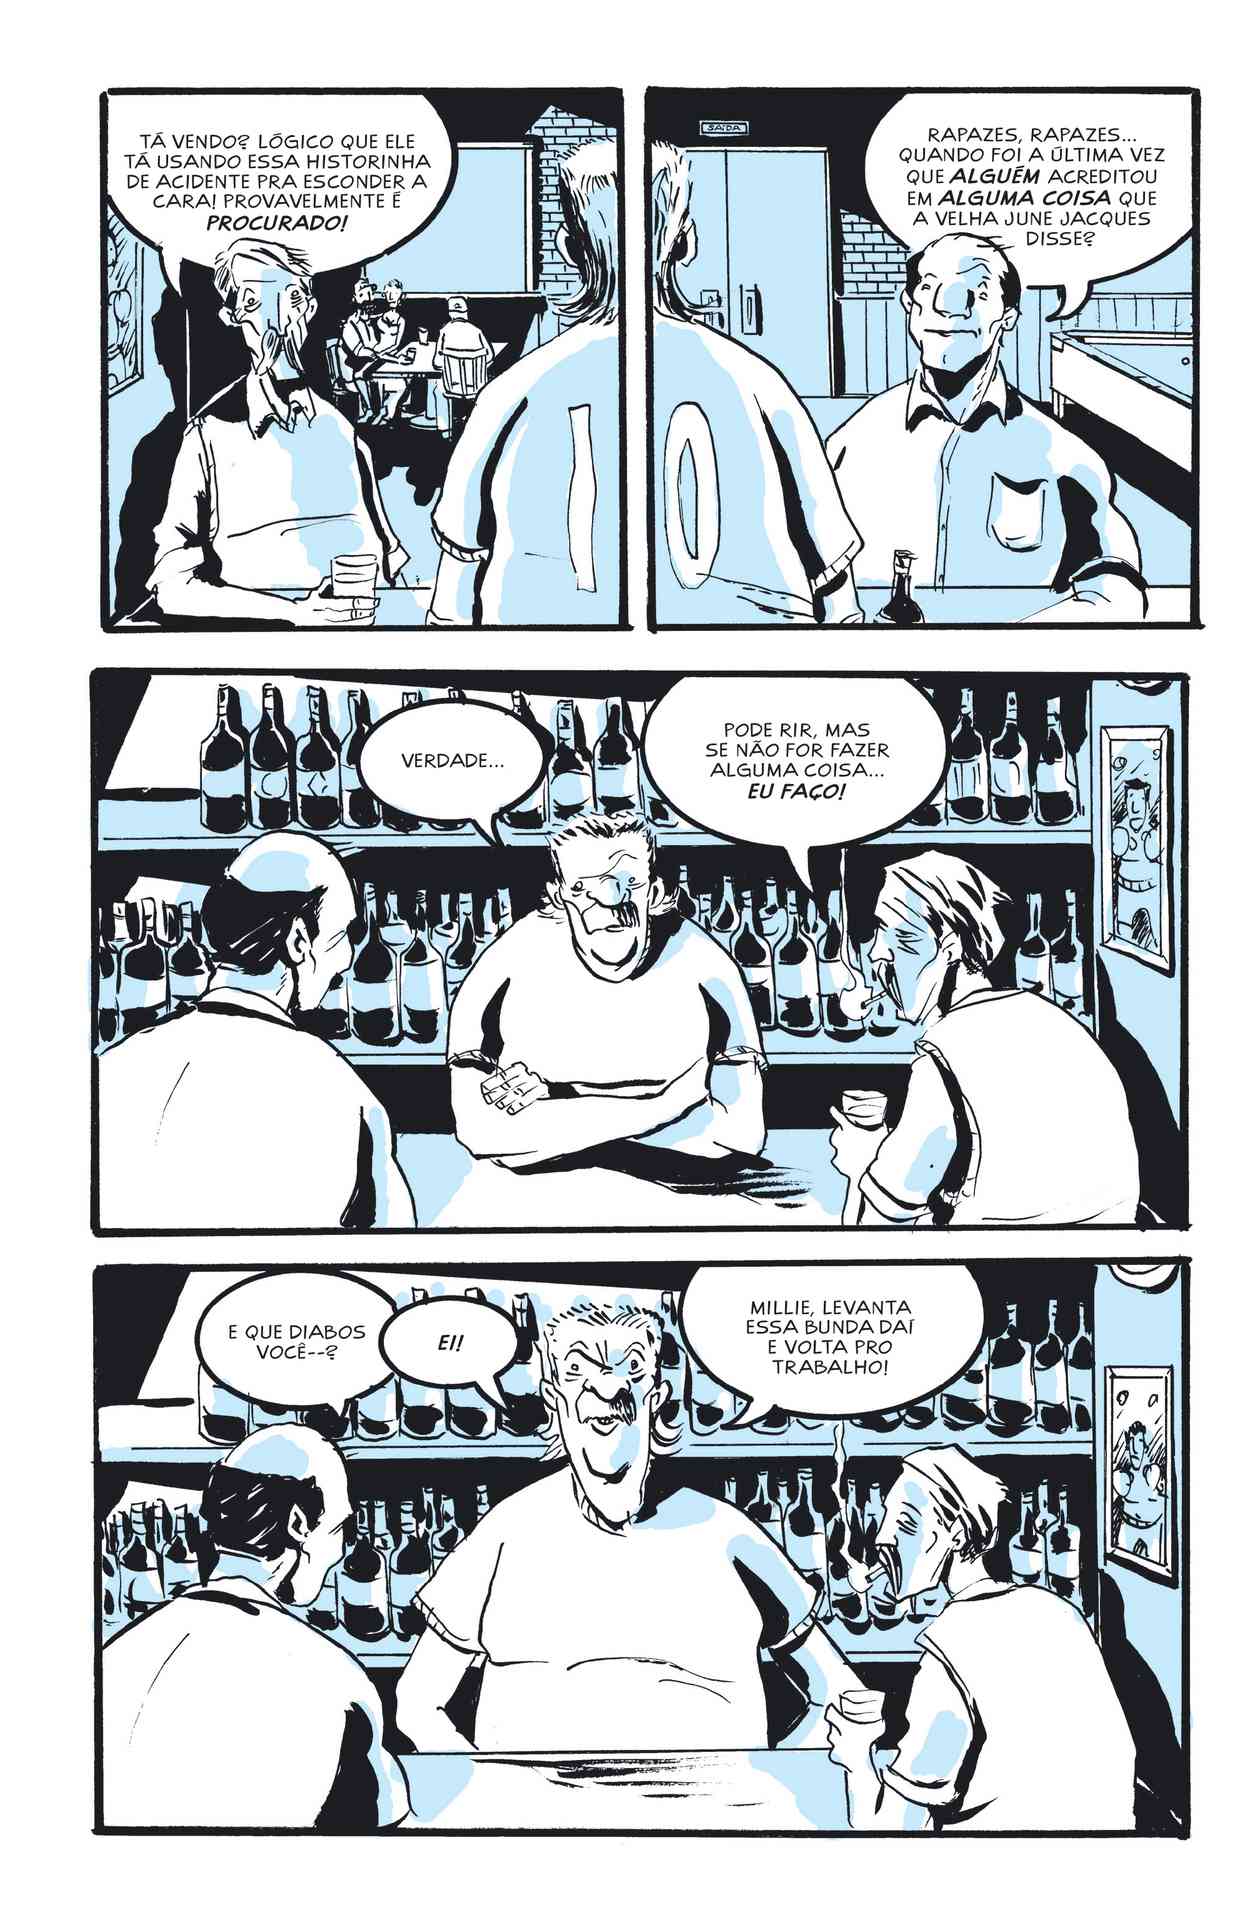 TÁ VENDO? LÓGICO QUE ELE
TÁ USANDO ESSA HISTORINHA
DE ACIDENTE PRA ESCONDER A
CARA! PROVAVELMENTE É
PROCURADO!
SAÍDA
RAPAZES, RAPAZES...
QUANDO FOI A ÚLTIMA VEZ
QUE ALGUÉM ACREDITOU
EM ALGUMA COISA QUE
A VELHA JUNE JACQUES
DISSE?
10
VERDADE...
PODE RIR, MAS
SE NÃO FOR FAZER
ALGUMA COISA...
EU FAÇO!
E QUE DIABOS
VOCÊ--?
EI!
MILLIE, LEVANTA
ESSA BUNDA DAÍ
E VOLTA PRO
TRABALHO!